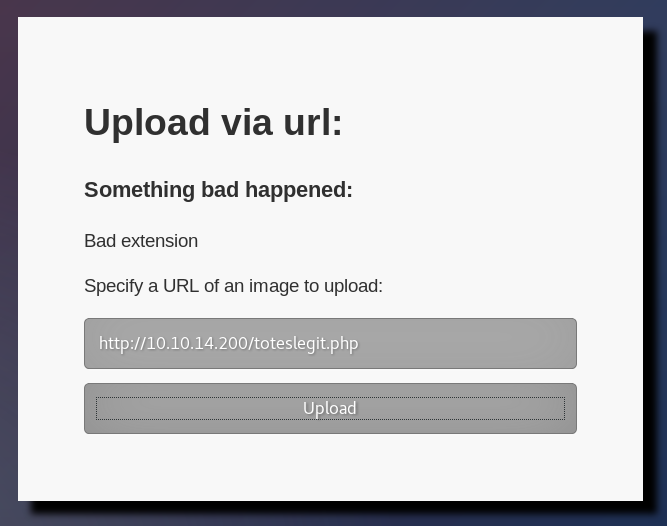 Upload via url:
Something bad happened:
Bad extension
Specify a URL of an image to upload:
http://10.10.14.200/toteslegit.php
Upload